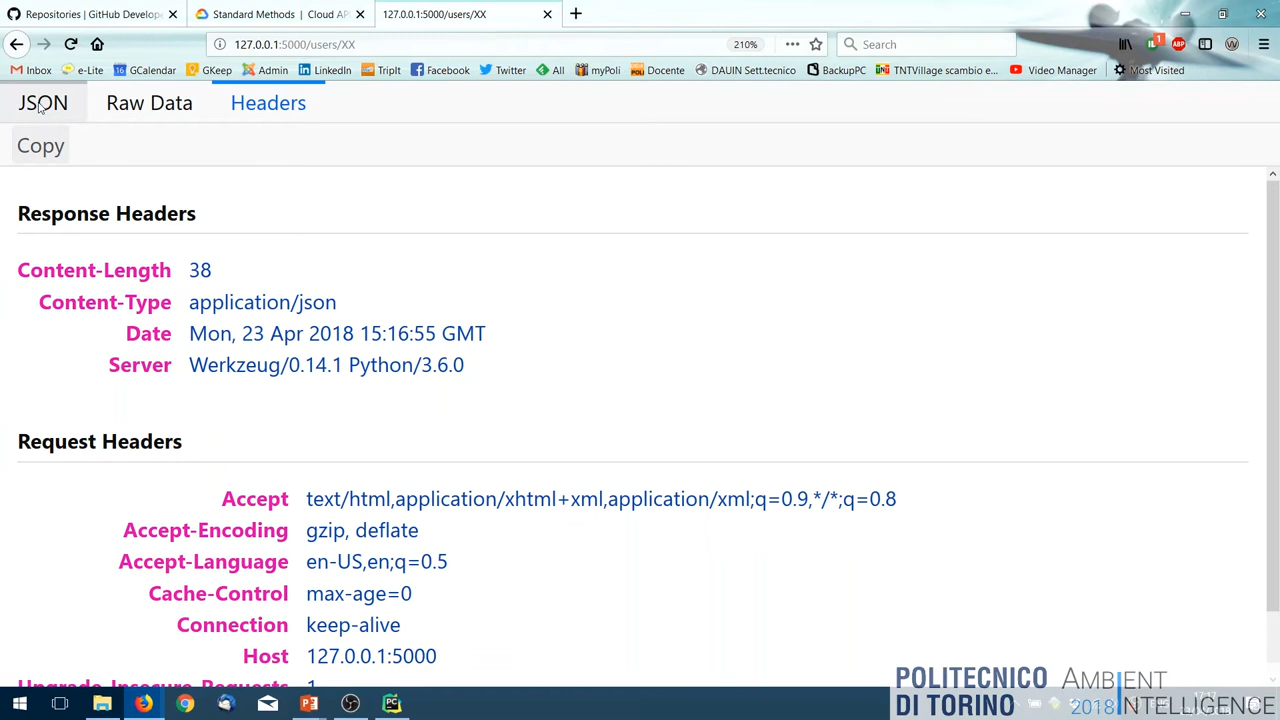 Repositories | GitHub Develop
Standard Methods | Cloud AP
127.0.0.1:5000/users/XX
127.0.0.1:5000/users/XX
210%
Search
Inbox
e-Lite
GCalendar
GKeep
Admin
LinkedIn
TripIt
Facebook
Twitter
All
myPoli
Docente
DAUIN Sett.tecnico
BackupPC
TNTVillage scambio e...
Video Manager
Most Visited
JSON
Raw Data
Headers
Copy
Response Headers
Content-Length 38
Content-Type application/json
Date Mon, 23 Apr 2018 15:16:55 GMT
Server Werkzeug/0.14.1 Python/3.6.0
Request Headers
Accept text/html,application/xhtml+xml,application/xml;q=0.9,*/*;q=0.8
Accept-Encoding gzip, deflate
Accept-Language en-US,en;q=0.5
Cache-Control max-age=0
Connection keep-alive
Host 127.0.0.1:5000
Upgrade-Insecure-Requests 1
POLITECNICO
DI TORINO
AMBIENT
2018 INTELLIGENCE